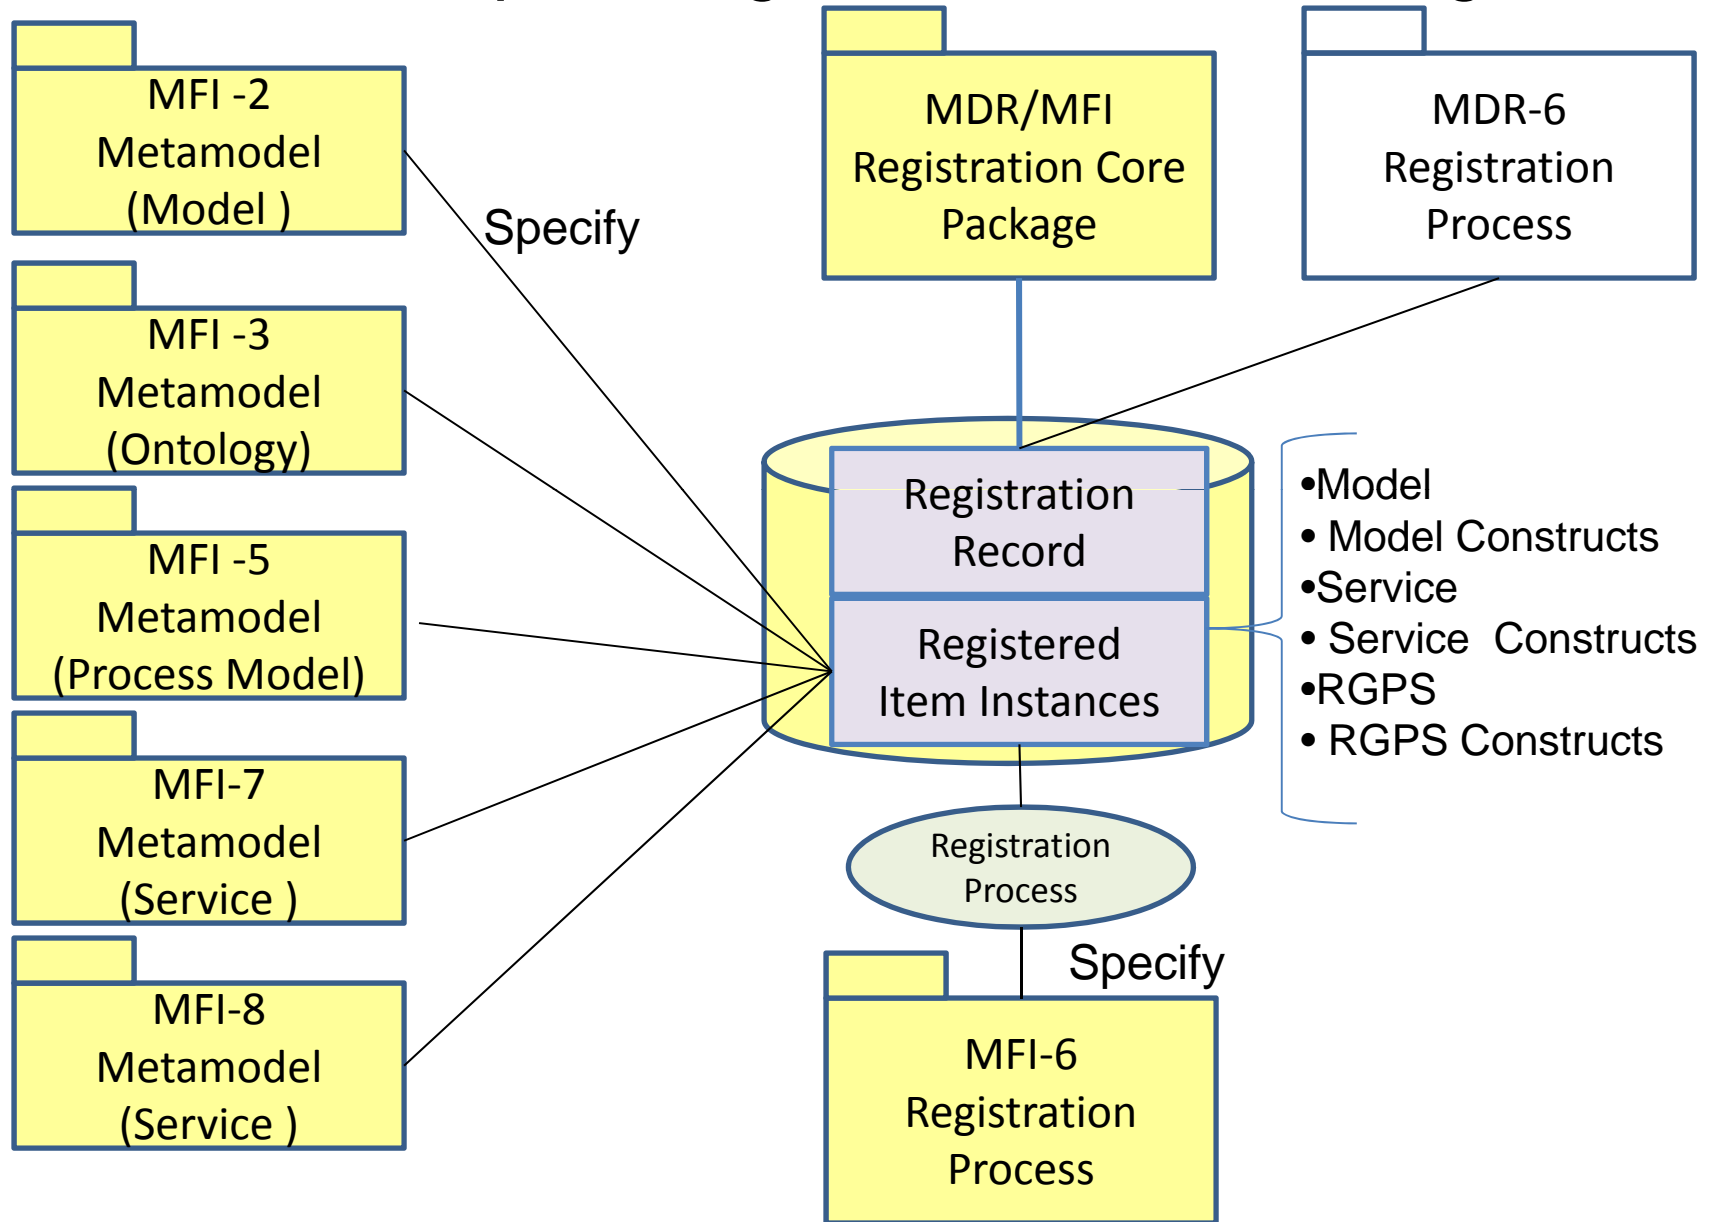 MFI -2
Metamodel
(Model )
MFI -3
Metamodel
(Ontology)
MFI -5
Metamodel
(Process Model)
MFI-7
Metamodel
(Service )
MFI-8
Metamodel
(Service )
Specify
MDR/MFI
Registration Core
Package
MDR-6
Registration
Process
Registration
Record
Registered
Item Instances
•Model
• Model Constructs
•Service
• Service  Constructs
•RGPS
• RGPS Constructs
Registration
Process
Specify
MFI-6
Registration
Process